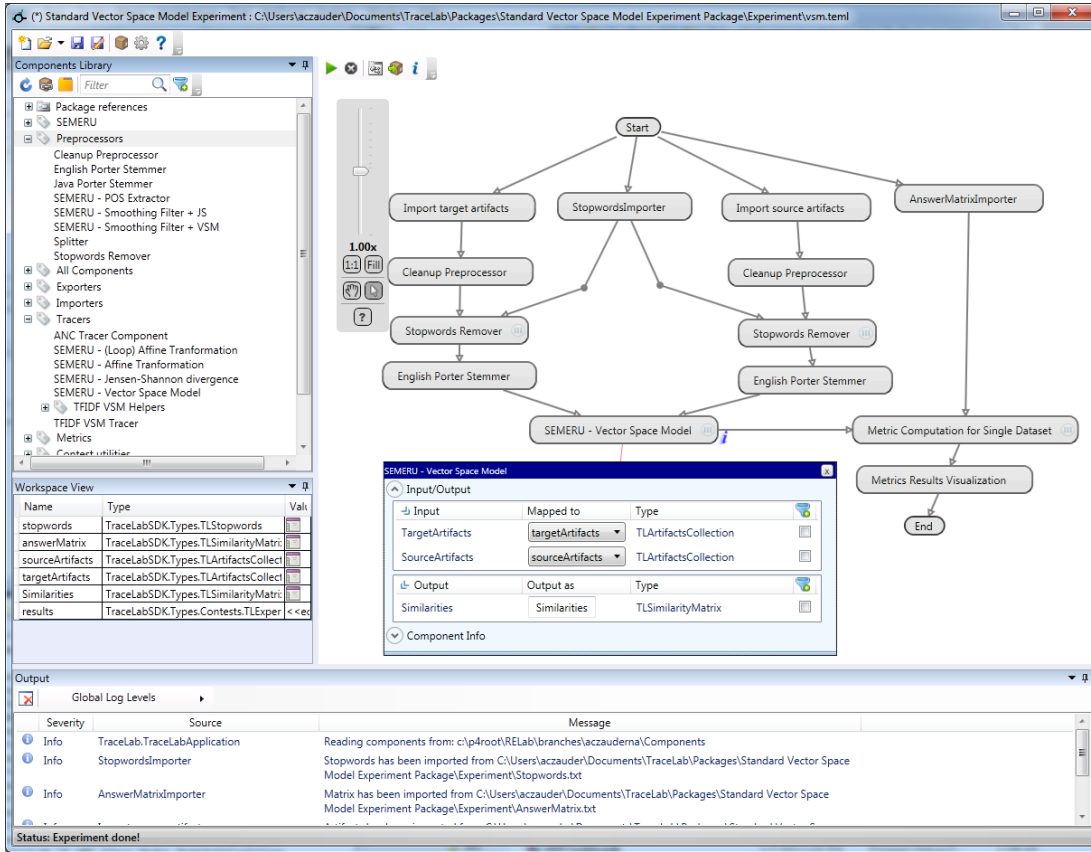 (*) Standard Vector Space Model Experiment : C:\Users\aczauder\Documents\TraceLab\Packages\Standard Vector Space Model Experiment Package\Experiment\vsm.teml
Components Library
Filter
Package references
SEMERU
Preprocessors
Cleanup Preprocessor
English Porter Stemmer
Java Porter Stemmer
SEMERU - POS Extractor
SEMERU - Smoothing Filter + JS
SEMERU - Smoothing Filter + VSM
Splitter
Stopwords Remover
All Components
Exporters
Importers
Tracers
ANC Tracer Component
SEMERU - (Loop) Affine Tranformation
SEMERU - Affine Tranformation
SEMERU - Jensen-Shannon divergence
SEMERU - Vector Space Model
TFIDF VSM Helpers
TFIDF VSM Tracer
Metrics
Contest utilities
Workspace View
Name Type Valu
stopwords TraceLabSDK.Types.TLStopwords
answerMatrix TraceLabSDK.Types.TLSimilarityMatri:
sourceArtifacts TraceLabSDK.Types.TLArtifactsCollect
targetArtifacts TraceLabSDK.Types.TLArtifactsCollect
Similarities TraceLabSDK.Types.TLSimilarityMatri:
results TraceLabSDK.Types.Contests.TLExper <<ec
1.00x
1:1 Fill
?
Start
Import target artifacts
StopwordsImporter
Import source artifacts
AnswerMatrixImporter
Cleanup Preprocessor
Cleanup Preprocessor
Stopwords Remover
Stopwords Remover
English Porter Stemmer
English Porter Stemmer
SEMERU - Vector Space Model
i
Metric Computation for Single Dataset
Metrics Results Visualization
End
SEMERU - Vector Space Model
x
Input/Output
Input Mapped to Type
TargetArtifacts targetArtifacts TLArtifactsCollection
SourceArtifacts sourceArtifacts TLArtifactsCollection
Output Output as Type
Similarities Similarities TLSimilarityMatrix
Component Info
Output
Global Log Levels
Severity Source Message
Info TraceLab.TraceLabApplication Reading components from: c:\p4root\RELab\branches\aczauderna\Components
Info StopwordsImporter Stopwords has been imported from C:\Users\aczauder\Documents\TraceLab\Packages\Standard Vector Space
Model Experiment Package\Experiment\Stopwords.txt
Info AnswerMatrixImporter Matrix has been imported from C:\Users\aczauder\Documents\TraceLab\Packages\Standard Vector Space
Model Experiment Package\Experiment\AnswerMatrix.txt
Status: Experiment done!